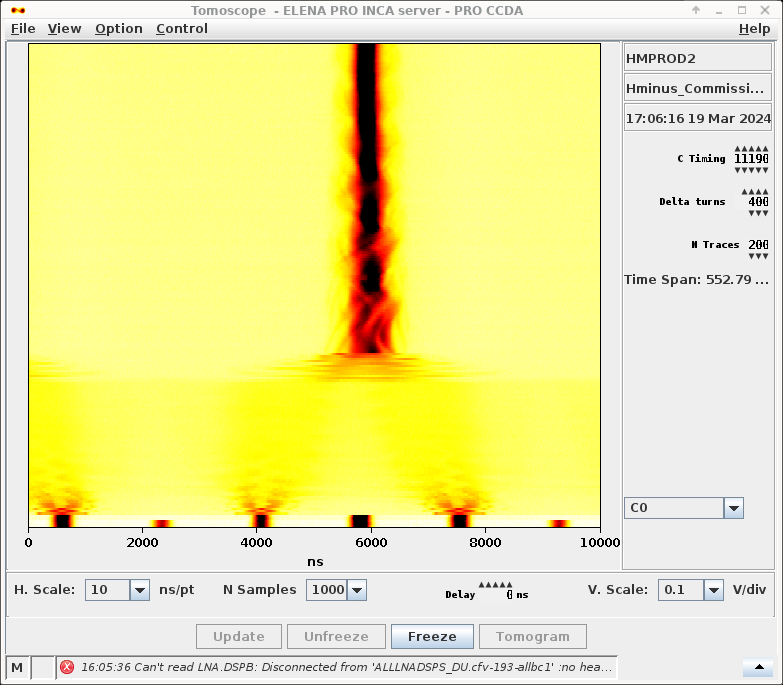 Tomoscope - ELENA PRO INCA server - PRO CCDA
File View Option Control Help
HMPROD2
Hminus_Commissi...
17:06:16 19 Mar 2024
C Timing 11190
Delta turns 400
N Traces 200
Time Span: 552.79 ...
C0
0 2000 4000 6000 8000 10000
ns
H. Scale: 10 ns/pt N Samples 1000 Delay 0 ns V. Scale: 0.1 V/div
Update Unfreeze Freeze Tomogram
M 16:05:36 Can't read LNA.DSPB: Disconnected from 'ALLLNADSPS_DU.cfv-193-allbc1' :no hea...